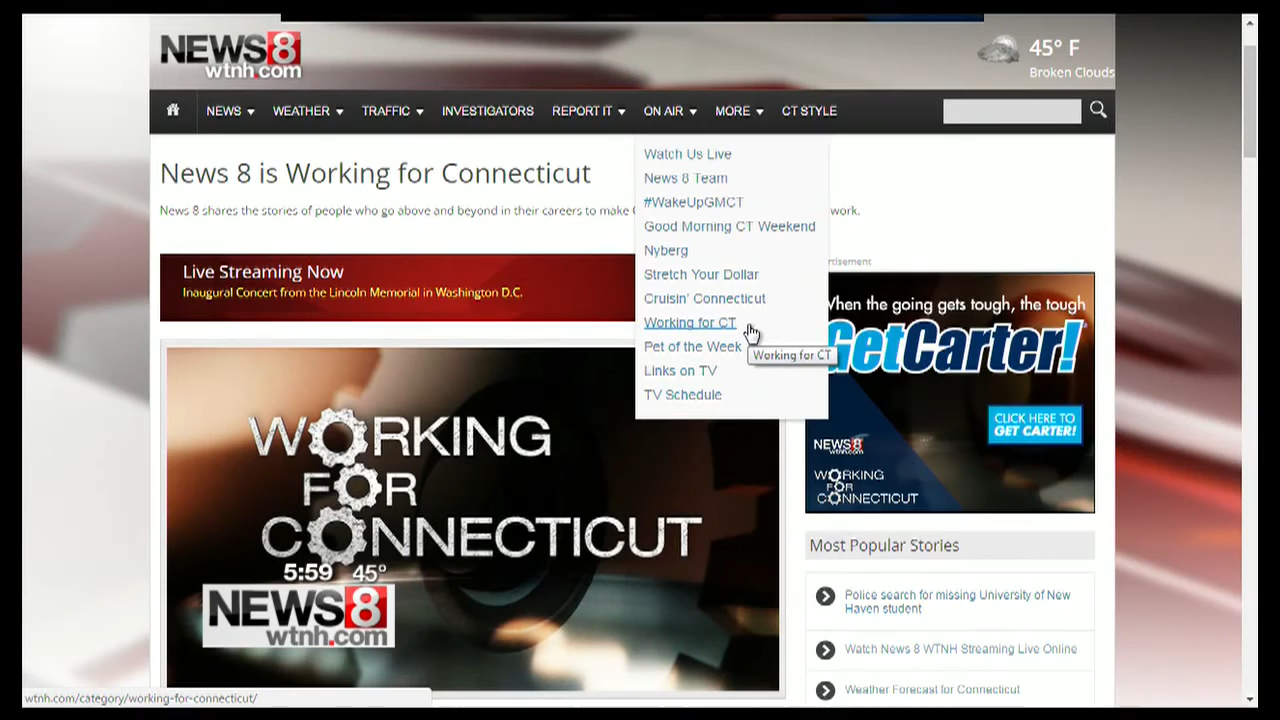 NEWS8
wtnh.com
45° F
Broken Clouds
NEWS WEATHER TRAFFIC INVESTIGATORS REPORT IT ON AIR MORE CT STYLE
News 8 is Working for Connecticut
News 8 shares the stories of people who go above and beyond in their careers to make work.
Watch Us Live
News 8 Team
#WakeUpGMCT
Good Morning CT Weekend
Nyberg
Stretch Your Dollar
Cruisin' Connecticut
Working for CT
Pet of the Week
Links on TV
TV Schedule
Working for CT
Live Streaming Now
Inaugural Concert from the Lincoln Memorial in Washington D.C.
WORKING
FOR
CONNECTICUT
5:59 45°
NEWS8
wtnh.com
When the going gets tough, the tough
GetCarter!
CLICK HERE TO
GET CARTER!
NEWS8
wtnh.com
WORKING
FOR
CONNECTICUT
Most Popular Stories
Police search for missing University of New
Haven student
Watch News 8 WTNH Streaming Live Online
Weather Forecast for Connecticut
wtnh.com/category/working-for-connecticut/